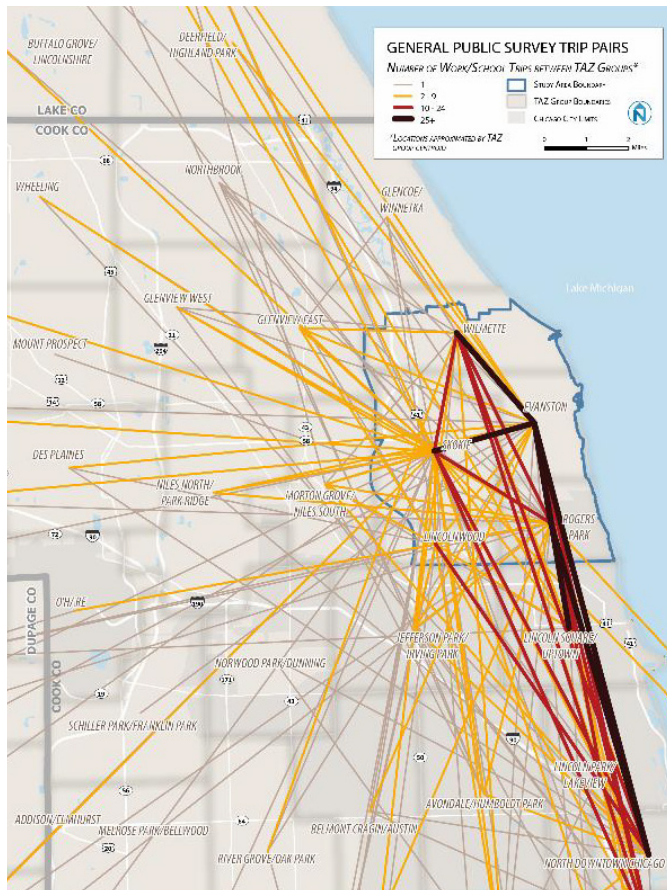 GENERAL PUBLIC SURVEY TRIP PAIRS
NUMBER OF WORK/SCHOOL TRIPS BETWEEN TAZ GROUPS*
1
2 - 9
10 - 24
25+
STUDY AREA BOUNDARY
TAZ GROUP BOUNDARIES
CHICAGO CITY LIMITS
*LOCATIONS APPROXIMATED BY TAZ
GROUP CENTROID
0 1 2
MILES
N
BUFFALO GROVE/
LINCOLNSHIRE
DEERFIELD/
HIGHLAND PARK
LAKE CO
COOK CO
NORTHBROOK
WHEELING
GLENCOE/
WINNETKA
Lake Michigan
GLENVIEW WEST
GLENVIEW EAST
WILMETTE
MOUNT PROSPECT
EVANSTON
SKOKIE
DES PLAINES
NILES NORTH/
PARK RIDGE
MORTON GROVE/
NILES SOUTH
ROGERS
PARK
LINCOLNWOOD
O'HARE
DUPAGE CO
COOK CO
JEFFERSON PARK/
IRVING PARK
LINCOLN SQUARE/
UPTOWN
NORWOOD PARK/DUNNING
SCHILLER PARK/FRANKLIN PARK
LINCOLN PARK/
LAKEVIEW
AVONDALE/HUMBOLDT PARK
ADDISON/ELMHURST
MELROSE PARK/BELLWOOD
BELMONT CRAGIN/AUSTIN
RIVER GROVE/OAK PARK
NORTH DOWNTOWN CHICAGO